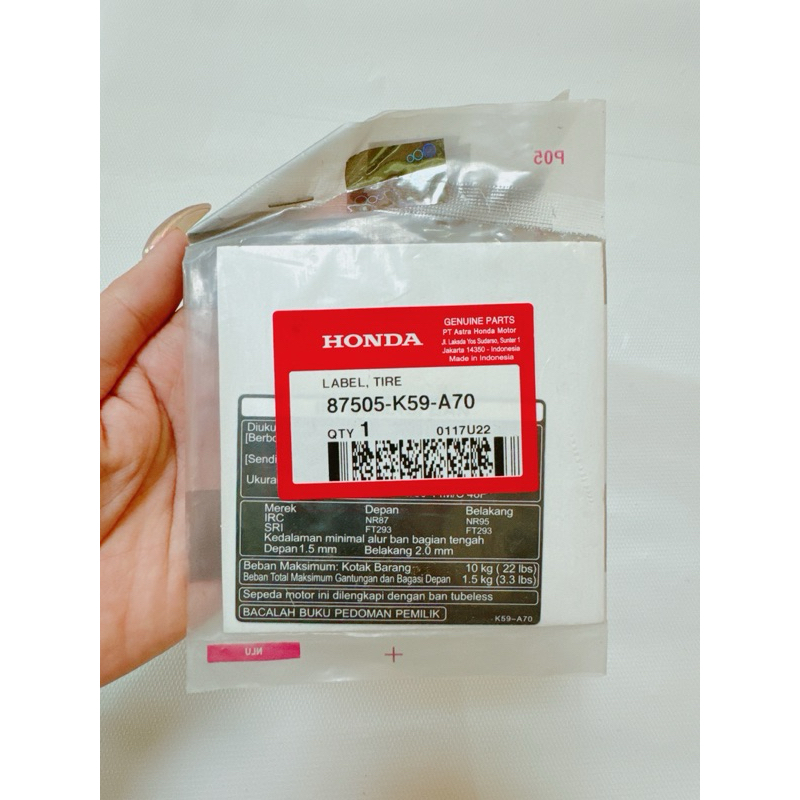 P05
HONDA
GENUINE PARTS
PT Astra Honda Motor
Jl. Laksda Yos Sudarso, Sunter 1
Jakarta 14350 - Indonesia
Made in Indonesia
LABEL, TIRE
87505-K59-A70
QTY 1 0117U22
Diuku
[Berbo
[Sendi
Ukura
Merek Depan Belakang
IRC NR87 NR95
SRI FT293 FT293
Kedalaman minimal alur ban bagian tengah
Depan 1.5 mm Belakang 2.0 mm
Beban Maksimum: Kotak Barang 10 kg ( 22 lbs)
Beban Total Maksimum Gantungan dan Bagasi Depan 1.5 kg (3.3 lbs)
Sepeda motor ini dilengkapi dengan ban tubeless
BACALAH BUKU PEDOMAN PEMILIK K59-A70
NLU